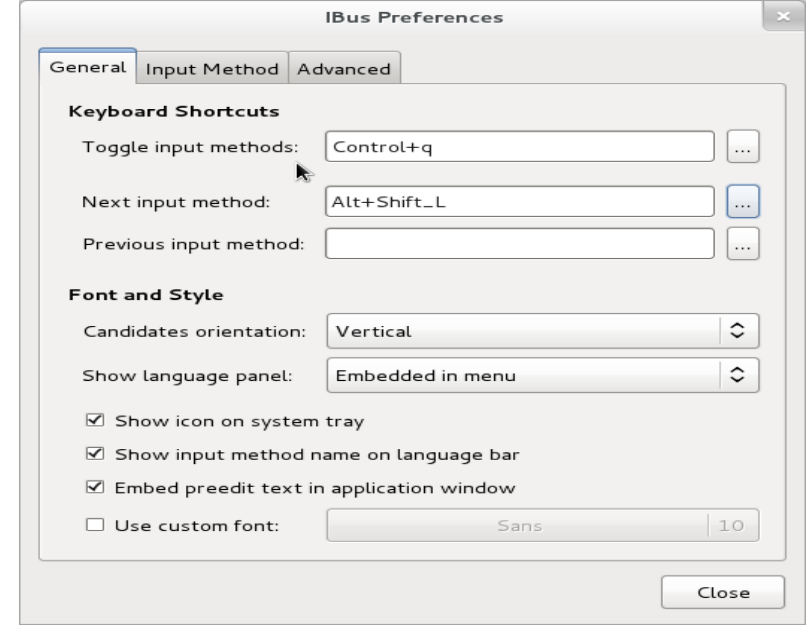 IBus Preferences
General Input Method Advanced
Keyboard Shortcuts
Toggle input methods: Control+q ...
Next input method: Alt+Shift_L ...
Previous input method: ...
Font and Style
Candidates orientation: Vertical
Show language panel: Embedded in menu
Show icon on system tray
Show input method name on language bar
Embed preedit text in application window
Use custom font: Sans 10
Close